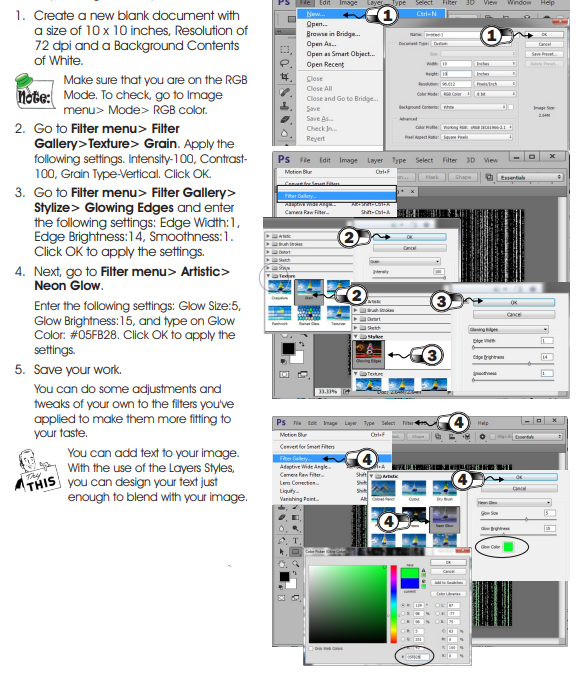 1. Create a new blank document with
a size of 10 x 10 inches, Resolution of
72 dpi and a Background Contents
of White.
Note:
Make sure that you are on the RGB
Mode. To check, go to Image
menu> Mode> RGB color.
2. Go to Filter menu> Filter
Gallery>Texture> Grain. Apply the
following settings. Intensity-100, Contrast-
100, Grain Type-Vertical. Click OK.
3. Go to Filter menu> Filter Gallery>
Stylize> Glowing Edges and enter
the following settings: Edge Width:1,
Edge Brightness:14, Smoothness:1.
Click OK to apply the settings.
4. Next, go to Filter menu> Artistic>
Neon Glow.
Enter the following settings: Glow Size:5,
Glow Brightness:15, and type on Glow
Color: #05FB28. Click OK to apply the
settings.
5. Save your work.
You can do some adjustments and
tweaks of your own to the filters you've
applied to make them more fitting to
your taste.
TRY THIS
You can add text to your image.
With the use of the Layers Styles,
you can design your text just
enough to blend with your image.
PS File Edit Image Layer Type Select Filter 3D View Window Help
New... Ctrl+N
1
Open...
Browse in Bridge...
Open As...
Open as Smart Object...
Open Recent
Close
Close All
Close and Go to Bridge...
Save
Save As...
Check In...
Revert
1
Name: Untitled-1
OK
Document Type: Custom
Cancel
Save Preset...
Delete Preset...
Width: 10 Inches
Height: 10 Inches
Resolution: Pixels/Inch
Color Mode: RGB Color 8 bit
Background Contents: White
Image Size:
Advanced
Color Profile: Working RGB: sRGB IEC61966-2.1
Pixel Aspect Ratio: Square Pixels
PS File Edit Image Layer Type Select Filter 3D View
Motion Blur Ctrl+F
Mask Shape Essentials
Convert for Smart Filters
Filter Gallery...
Adaptive Wide Angle... Alt+Shift+Ctrl+A
Camera Raw Filter... Shift+Ctrl+A
2
OK
Cancel
Artistic
Brush Strokes
Distort
Sketch
Stylize
Texture
Grain
Intensity 100
Craquelure Grain
2
Patchwork Stained Glass Texturizer
Artistic
Brush Strokes
Distort
Sketch
Stylize
Glowing Edges
3
Texture
3
OK
Cancel
Glowing Edges
Edge Width 1
Edge Brightness 14
Smoothness 1
33.33%
PS File Edit Image Layer Type Select Filter
4
Help
Motion Blur Ctrl+F
Shape Essentials
Convert for Smart Filters
Filter Gallery...
4
Adaptive Wide Angle...
Camera Raw Filter...
Lens Correction...
Liquify...
Vanishing Point...
Artistic
Colored Pencil Cutout Dry Brush
4
Neon Glow
4
OK
Cancel
Neon Glow
Glow Size 5
Glow Brightness 15
Glow Color
Color Picker (Glow Color)
new
current
OK
Cancel
Add to Swatches
Color Libraries
Only Web Colors
# 05fb28